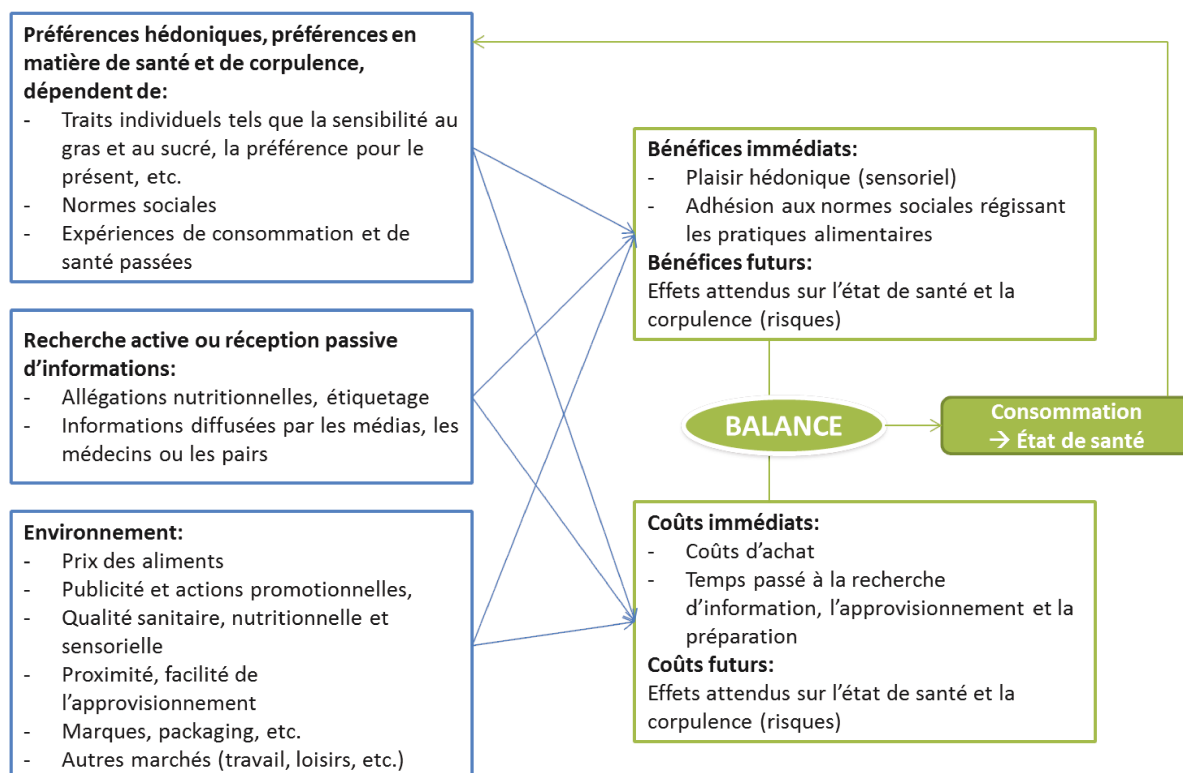 Préférences hédoniques, préférences en
matière de santé et de corpulence,
dépendent de:
- Traits individuels tels que la sensibilité au
gras et au sucré, la préférence pour le
présent, etc.
- Normes sociales
- Expériences de consommation et de
santé passées
Recherche active ou réception passive
d'informations:
- Allégations nutritionnelles, étiquetage
- Informations diffusées par les médias, les
médecins ou les pairs
Environnement:
- Prix des aliments
- Publicité et actions promotionnelles,
- Qualité sanitaire, nutritionnelle et
sensorielle
- Proximité, facilité de
l'approvisionnement
- Marques, packaging, etc.
- Autres marchés (travail, loisirs, etc.)
Bénéfices immédiats:
- Plaisir hédonique (sensoriel)
- Adhésion aux normes sociales régissant
les pratiques alimentaires
Bénéfices futurs:
Effets attendus sur l'état de santé et la
corpulence (risques)
BALANCE
Consommation
→ État de santé
Coûts immédiats:
- Coûts d'achat
- Temps passé à la recherche
d'information, l'approvisionnement et la
préparation
Coûts futurs:
Effets attendus sur l'état de santé et la
corpulence (risques)